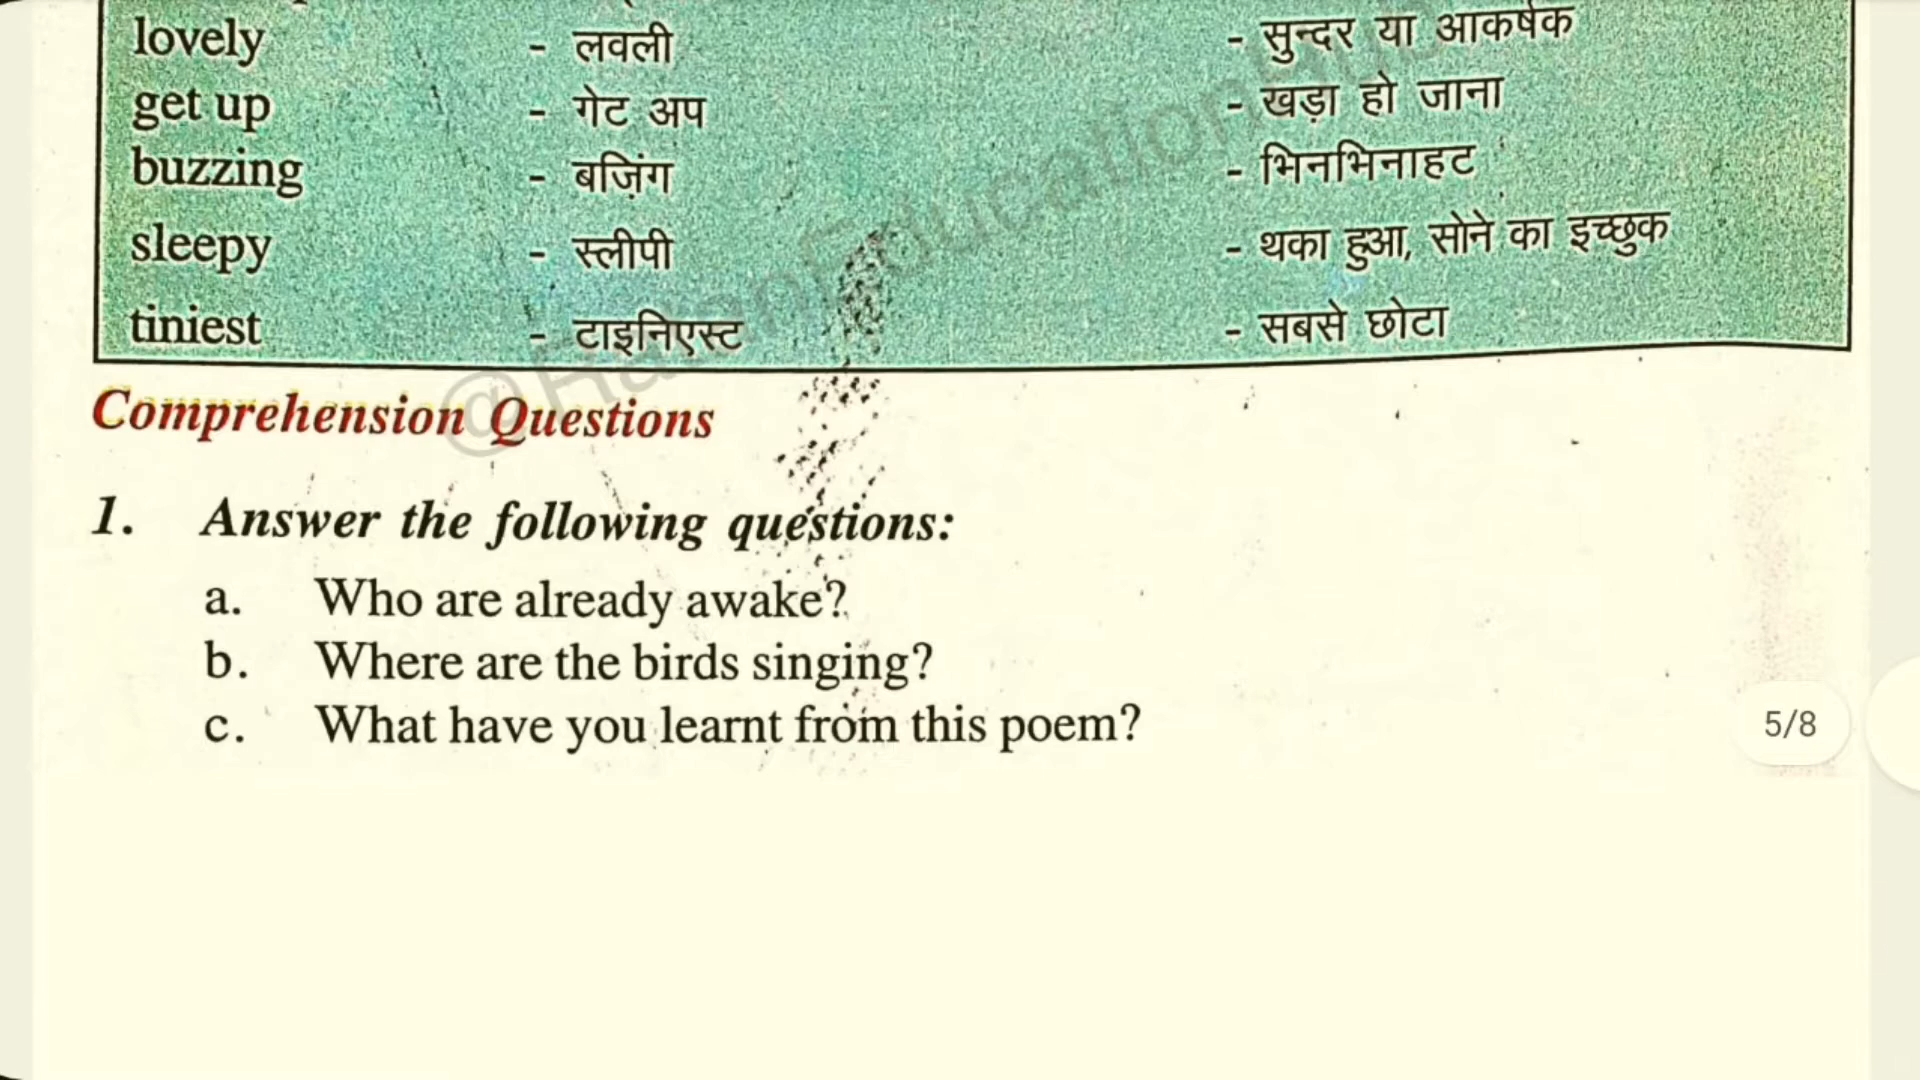 lovely - लवली - सुन्दर या आकर्षक
get up - गेट अप - खड़ा हो जाना
buzzing - बज़िंग - भिनभिनाहट
sleepy - स्लीपी - थका हुआ, सोने का इच्छुक
tiniest - टाइनिएस्ट - सबसे छोटा
Comprehension Questions
1. Answer the following questions:
a. Who are already awake?
b. Where are the birds singing?
c. What have you learnt from this poem?
5/8